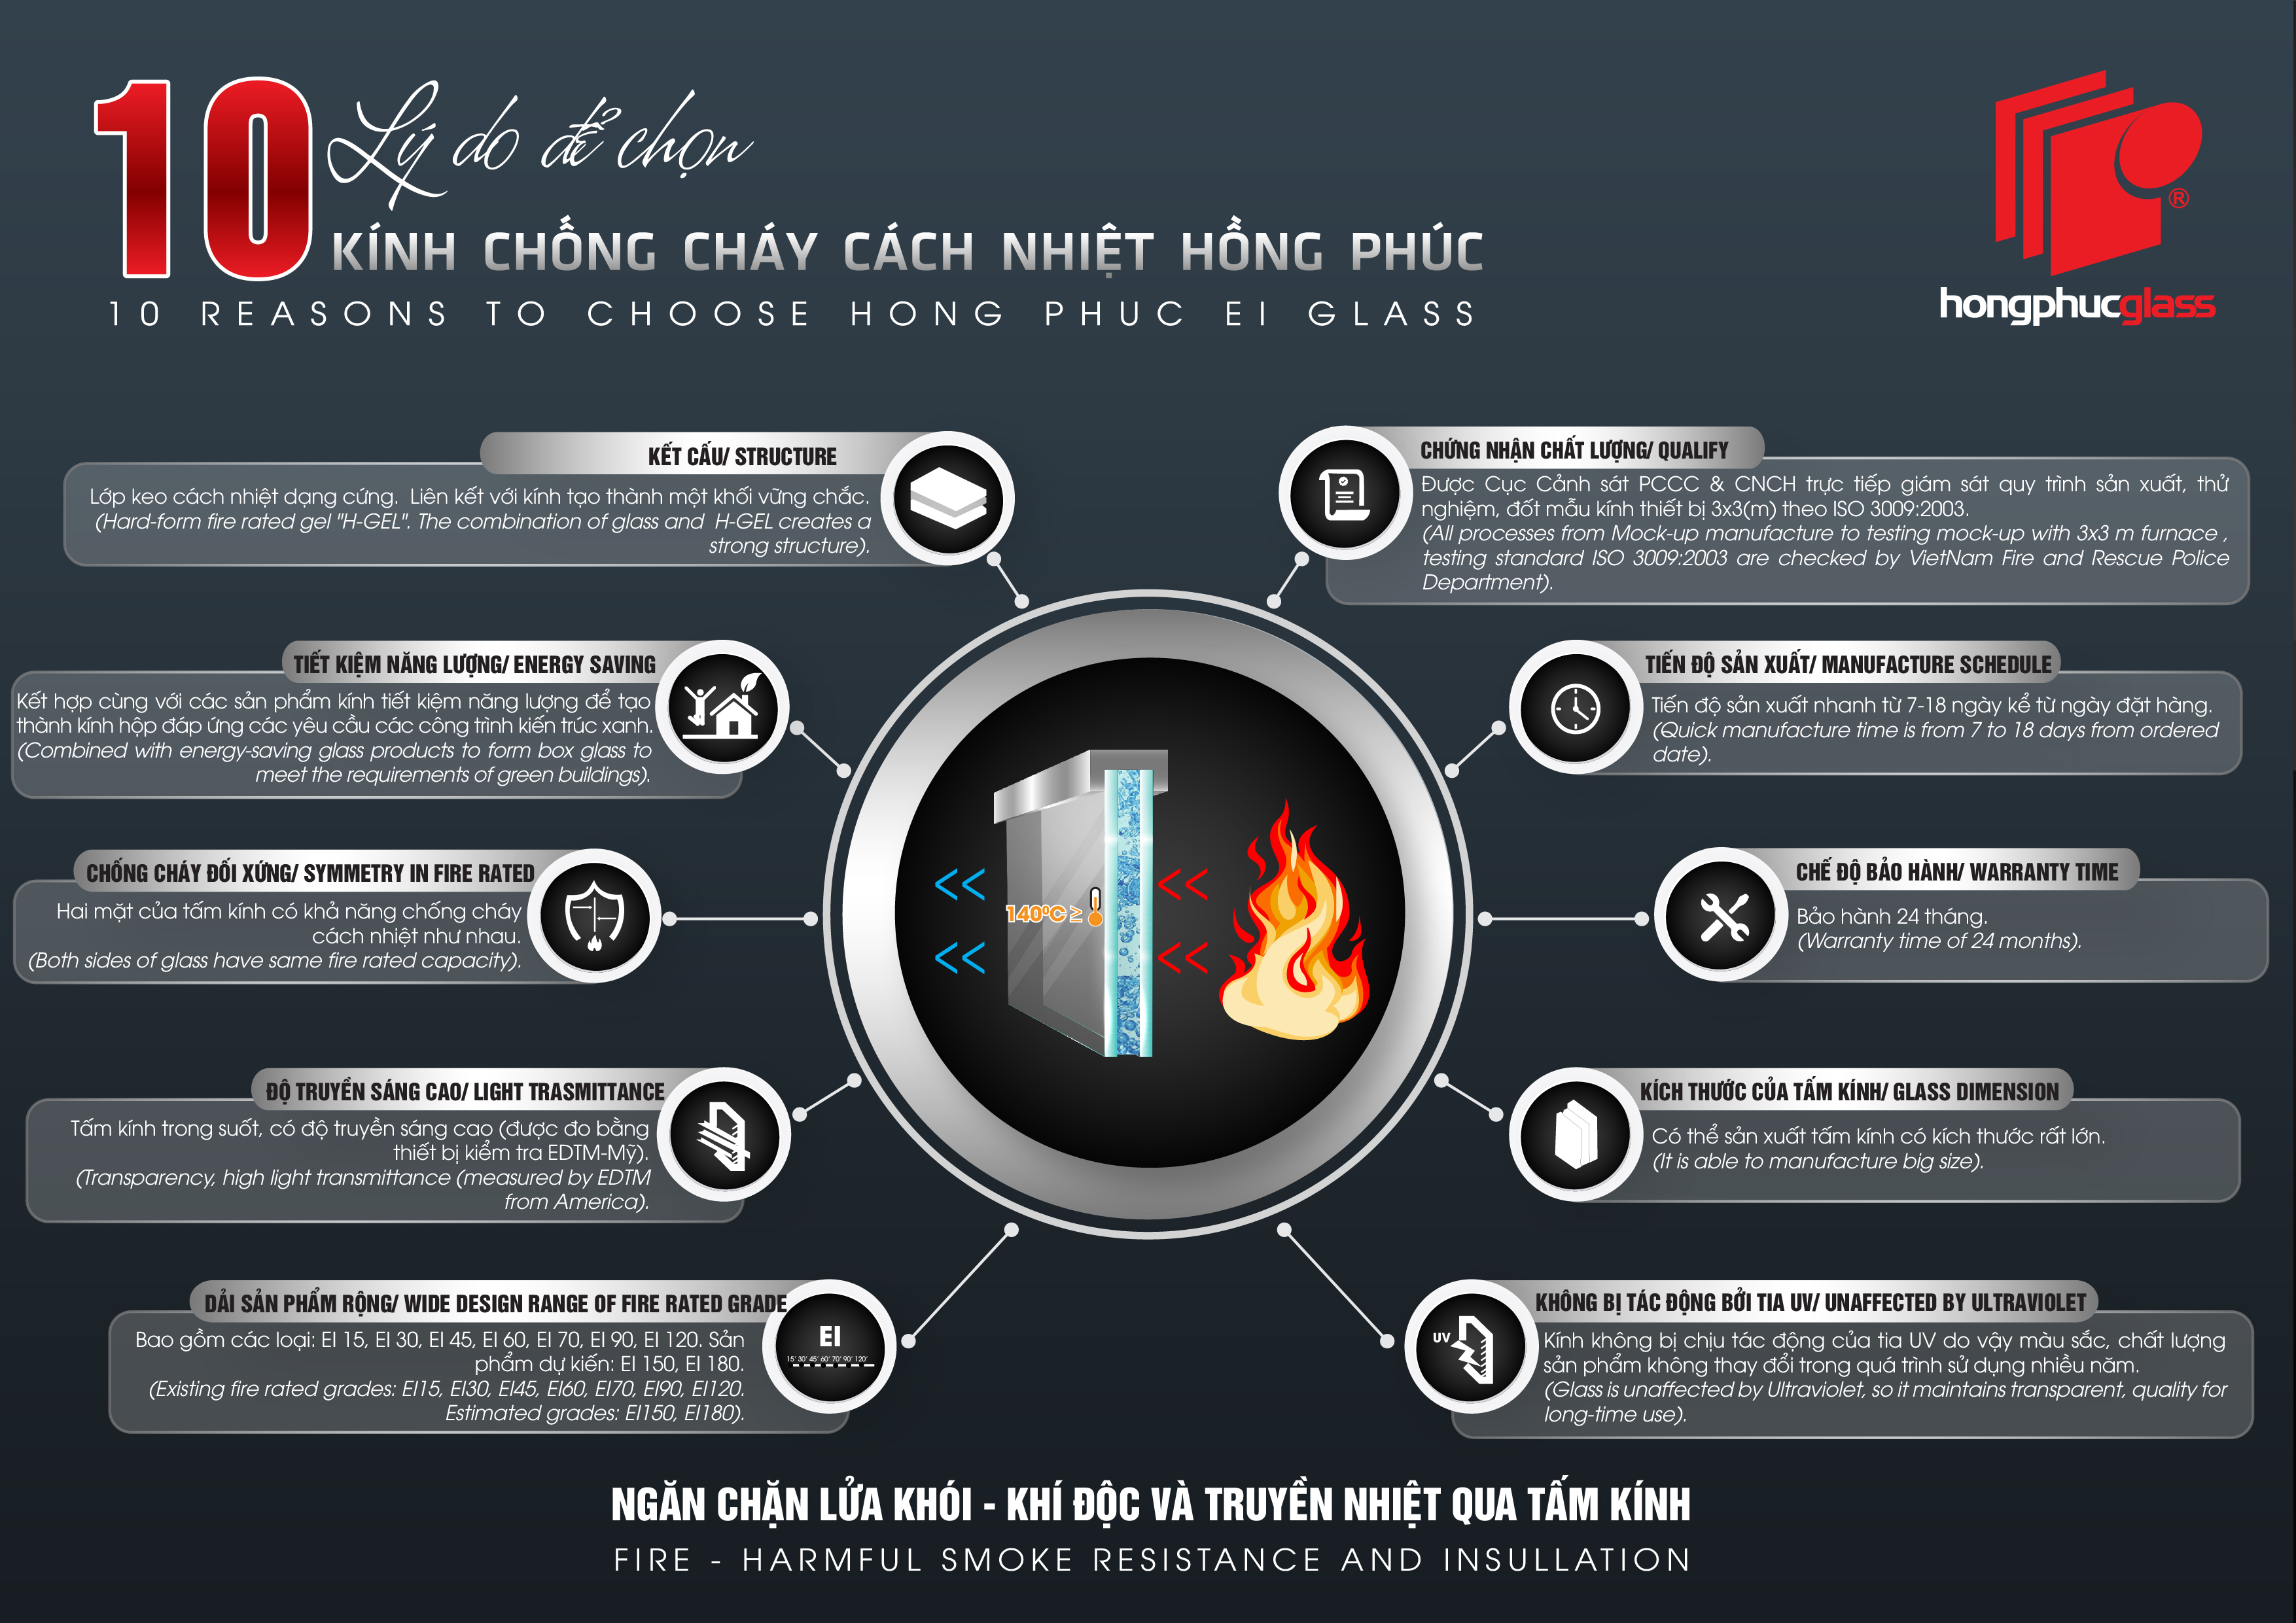 10 Lý do để chọn
KÍNH CHỐNG CHÁY CÁCH NHIỆT HỒNG PHÚC
10 REASONS TO CHOOSE HONG PHUC EI GLASS
®
hongphucglass
KẾT CẤU/ STRUCTURE
Lớp keo cách nhiệt dạng cứng. Liên kết với kính tạo thành một khối vững chắc.
(Hard-form fire rated gel "H-GEL". The combination of glass and H-GEL creates a
strong structure).
TIẾT KIỆM NĂNG LƯỢNG/ ENERGY SAVING
Kết hợp cùng với các sản phẩm kính tiết kiệm năng lượng để tạo
thành kính hộp đáp ứng các yêu cầu các công trình kiến trúc xanh.
(Combined with energy-saving glass products to form box glass to
meet the requirements of green buildings).
CHỐNG CHÁY ĐỐI XỨNG/ SYMMETRY IN FIRE RATED
Hai mặt của tấm kính có khả năng chống cháy
cách nhiệt như nhau.
(Both sides of glass have same fire rated capacity).
ĐỘ TRUYỀN SÁNG CAO/ LIGHT TRASMITTANCE
Tấm kính trong suốt, có độ truyền sáng cao (được đo bằng
thiết bị kiểm tra EDTM-Mỹ).
(Transparency, high light transmittance (measured by EDTM
from America).
DẢI SẢN PHẨM RỘNG/ WIDE DESIGN RANGE OF FIRE RATED GRADE
Bao gồm các loại: EI 15, EI 30, EI 45, EI 60, EI 70, EI 90, EI 120. Sản
phẩm dự kiến: EI 150, EI 180.
(Existing fire rated grades: EI15, EI30, EI45, EI60, EI70, EI90, EI120.
Estimated grades: EI150, EI180).
EI
15' 30' 45' 60' 70' 90' 120'
<< <<
140⁰C ≥
<< <<
CHỨNG NHẬN CHẤT LƯỢNG/ QUALIFY
Được Cục Cảnh sát PCCC & CNCH trực tiếp giám sát quy trình sản xuất, thử
nghiệm, đốt mẫu kính thiết bị 3x3(m) theo ISO 3009:2003.
(All processes from Mock-up manufacture to testing mock-up with 3x3 m furnace ,
testing standard ISO 3009:2003 are checked by VietNam Fire and Rescue Police
Department).
TIẾN ĐỘ SẢN XUẤT/ MANUFACTURE SCHEDULE
Tiến độ sản xuất nhanh từ 7-18 ngày kể từ ngày đặt hàng.
(Quick manufacture time is from 7 to 18 days from ordered
date).
CHẾ ĐỘ BẢO HÀNH/ WARRANTY TIME
Bảo hành 24 tháng.
(Warranty time of 24 months).
KÍCH THƯỚC CỦA TẤM KÍNH/ GLASS DIMENSION
Có thể sản xuất tấm kính có kích thước rất lớn.
(It is able to manufacture big size).
KHÔNG BỊ TÁC ĐỘNG BỞI TIA UV/ UNAFFECTED BY ULTRAVIOLET
UV
Kính không bị chịu tác động của tia UV do vậy màu sắc, chất lượng
sản phẩm không thay đổi trong quá trình sử dụng nhiều năm.
(Glass is unaffected by Ultraviolet, so it maintains transparent, quality for
long-time use).
NGĂN CHẶN LỬA KHÓI - KHÍ ĐỘC VÀ TRUYỀN NHIỆT QUA TẤM KÍNH
FIRE - HARMFUL SMOKE RESISTANCE AND INSULLATION